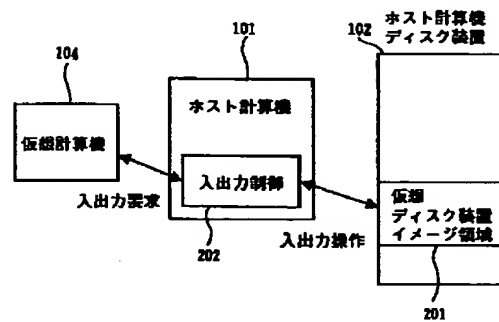 ホスト計算機
ディスク装置
101
102
104
ホスト計算機
仮想計算機
入出力制御
入出力要求
202
入出力操作
仮想
ディスク装置
イメージ領域
201